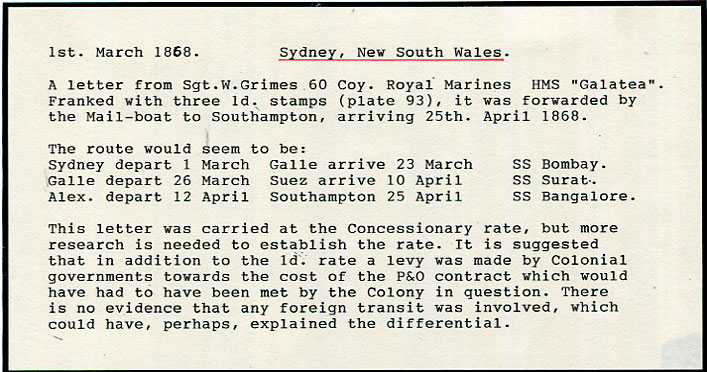 1st. March 1868. Sydney, New South Wales.
A letter from Sgt.W.Grimes 60 Coy. Royal Marines HMS "Galatea".
Franked with three 1d. stamps (plate 93), it was forwarded by
the Mail-boat to Southampton, arriving 25th. April 1868.
The route would seem to be:
Sydney depart 1 March Galle arrive 23 March SS Bombay.
Galle depart 26 March Suez arrive 10 April SS Surat.
Alex. depart 12 April Southampton 25 April SS Bangalore.
This letter was carried at the Concessionary rate, but more
research is needed to establish the rate. It is suggested
that in addition to the 1d. rate a levy was made by Colonial
governments towards the cost of the P&O contract which would
have had to have been met by the Colony in question. There
is no evidence that any foreign transit was involved, which
could have, perhaps, explained the differential.